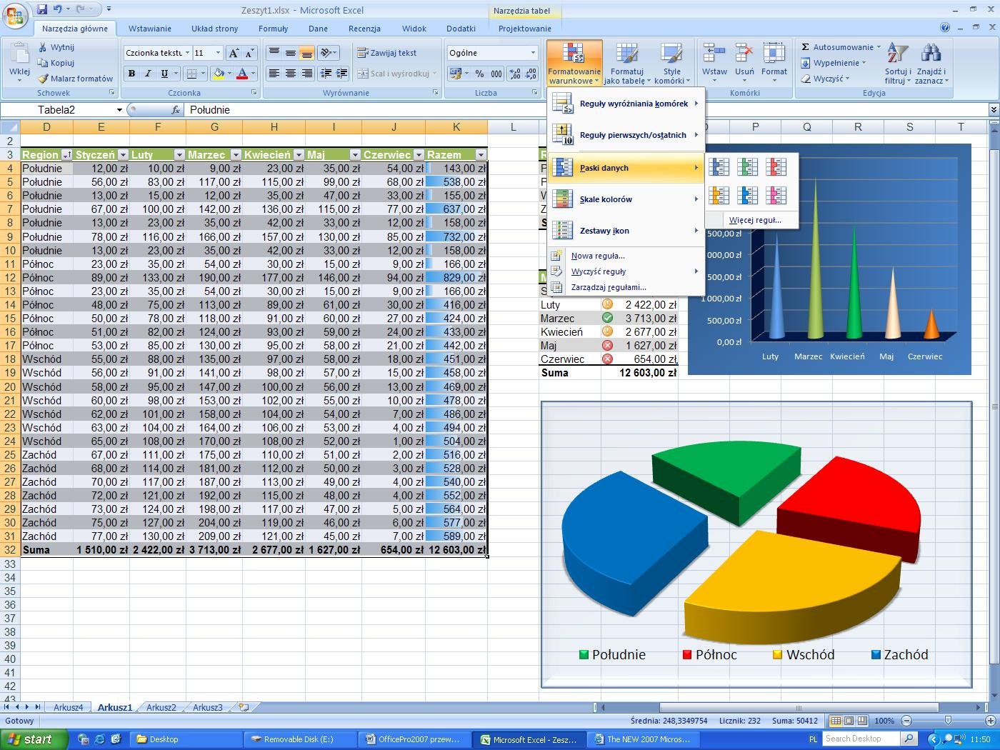 Zeszyt1.xlsx - Microsoft Excel
Narzędzia tabel
Narzędzia główne Wstawianie Układ strony Formuły Dane Recenzja Widok Dodatki Projektowanie
Wklej
Wytnij
Kopiuj
Malarz formatów
Schowek
Czcionka tekstu 11
B I U
Czcionka
Zawijaj tekst
Scal i wyśrodkuj
Wyrównanie
Ogólne
% 000
Liczba
Formatowanie warunkowe
Formatuj jako tabelę
Style komórki
Wstaw Usuń Format
Komórki
Σ Autosumowanie
Wypełnienie
Wyczyść
Sortuj i filtruj
Znajdź i zaznacz
Edycja
Tabela2 fx Południe
D E F G H I J K L P Q R S T
2
3 Region Styczeń Luty Marzec Kwiecień Maj Czerwiec Razem
4 Południe 12,00 zł 10,00 zł 9,00 zł 23,00 zł 35,00 zł 54,00 zł 143,00 zł
5 Południe 56,00 zł 83,00 zł 117,00 zł 115,00 zł 99,00 zł 68,00 zł 538,00 zł
6 Południe 13,00 zł 15,00 zł 12,00 zł 35,00 zł 47,00 zł 33,00 zł 155,00 zł
7 Południe 67,00 zł 100,00 zł 142,00 zł 136,00 zł 115,00 zł 77,00 zł 637,00 zł
8 Południe 13,00 zł 23,00 zł 35,00 zł 42,00 zł 33,00 zł 12,00 zł 158,00 zł
9 Południe 78,00 zł 116,00 zł 166,00 zł 157,00 zł 130,00 zł 85,00 zł 732,00 zł
10 Południe 13,00 zł 23,00 zł 35,00 zł 42,00 zł 33,00 zł 12,00 zł 158,00 zł
11 Północ 23,00 zł 35,00 zł 54,00 zł 30,00 zł 15,00 zł 9,00 zł 166,00 zł
12 Północ 89,00 zł 133,00 zł 190,00 zł 177,00 zł 146,00 zł 94,00 zł 829,00 zł
13 Północ 23,00 zł 35,00 zł 54,00 zł 30,00 zł 15,00 zł 9,00 zł 166,00 zł
14 Północ 48,00 zł 75,00 zł 113,00 zł 89,00 zł 61,00 zł 30,00 zł 416,00 zł
15 Północ 50,00 zł 78,00 zł 118,00 zł 91,00 zł 60,00 zł 27,00 zł 424,00 zł
16 Północ 51,00 zł 82,00 zł 124,00 zł 93,00 zł 59,00 zł 24,00 zł 433,00 zł
17 Północ 53,00 zł 85,00 zł 130,00 zł 95,00 zł 58,00 zł 21,00 zł 442,00 zł
18 Wschód 55,00 zł 88,00 zł 135,00 zł 97,00 zł 58,00 zł 18,00 zł 451,00 zł
19 Wschód 56,00 zł 91,00 zł 141,00 zł 98,00 zł 57,00 zł 15,00 zł 458,00 zł
20 Wschód 58,00 zł 95,00 zł 147,00 zł 100,00 zł 56,00 zł 13,00 zł 469,00 zł
21 Wschód 60,00 zł 98,00 zł 153,00 zł 102,00 zł 55,00 zł 10,00 zł 478,00 zł
22 Wschód 62,00 zł 101,00 zł 158,00 zł 104,00 zł 54,00 zł 7,00 zł 486,00 zł
23 Wschód 63,00 zł 104,00 zł 164,00 zł 106,00 zł 53,00 zł 4,00 zł 494,00 zł
24 Wschód 65,00 zł 108,00 zł 170,00 zł 108,00 zł 52,00 zł 1,00 zł 504,00 zł
25 Zachód 67,00 zł 111,00 zł 175,00 zł 110,00 zł 51,00 zł 2,00 zł 516,00 zł
26 Zachód 68,00 zł 114,00 zł 181,00 zł 112,00 zł 50,00 zł 3,00 zł 528,00 zł
27 Zachód 70,00 zł 117,00 zł 187,00 zł 113,00 zł 49,00 zł 4,00 zł 540,00 zł
28 Zachód 72,00 zł 121,00 zł 192,00 zł 115,00 zł 48,00 zł 4,00 zł 552,00 zł
29 Zachód 73,00 zł 124,00 zł 198,00 zł 117,00 zł 47,00 zł 5,00 zł 564,00 zł
30 Zachód 75,00 zł 127,00 zł 204,00 zł 119,00 zł 46,00 zł 6,00 zł 577,00 zł
31 Zachód 77,00 zł 130,00 zł 209,00 zł 121,00 zł 45,00 zł 7,00 zł 589,00 zł
32 Suma 1 510,00 zł 2 422,00 zł 3 713,00 zł 2 677,00 zł 1 627,00 zł 654,00 zł 12 603,00 zł
33
34
35
36
37
38
39
40
41
42
43
Reguły wyróżniania komórek
Reguły pierwszych/ostatnich
Paski danych
Skale kolorów
Zestawy ikon
Nowa reguła...
Wyczyść reguły
Zarządzaj regułami...
Więcej reguł...
Luty 2 422,00 zł
Marzec 3 713,00 zł
Kwiecień 2 677,00 zł
Maj 1 627,00 zł
Czerwiec 654,00 zł
Suma 12 603,00 zł
500,00 zł
000,00 zł
500,00 zł
1 000,00 zł
500,00 zł
0,00 zł
Luty Marzec Kwiecień Maj Czerwiec
Południe Północ Wschód Zachód
Arkusz4 Arkusz1 Arkusz2 Arkusz3
Gotowy Średnia: 248,3349754 Licznik: 232 Suma: 50412 100%
start Desktop Removable Disk (E:) OfficePro2007 przew... Microsoft Excel - Zesz... The NEW 2007 Micros... PL Search Desktop 11:50